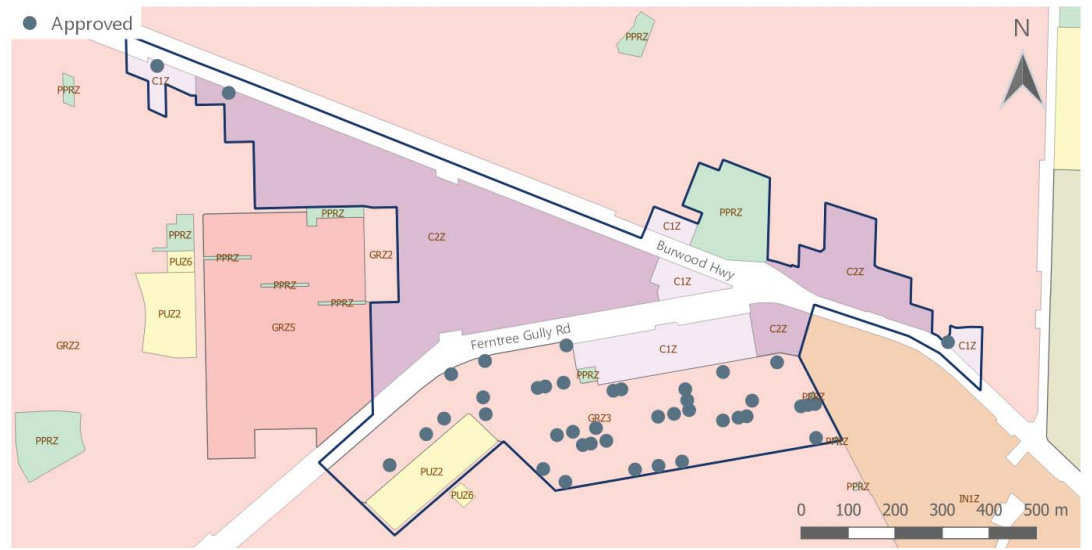 Approved
N
PPRZ
C1Z
PPRZ
PPRZ
C1Z
Burwood Hwy
PPRZ
C2Z
GRZ2
PPRZ
PUZ6
PPRZ
C1Z
C2Z
PPRZ
PPRZ
PUZ2
GRZ5
Ferntree Gully Rd
C2Z
C1Z
C1Z
GRZ2
PPRZ
PPRZ
GRZ3
PPRZ
PPRZ
PUZ2
PUZ6
PPRZ
IN1Z
0 100 200 300 400 500 m